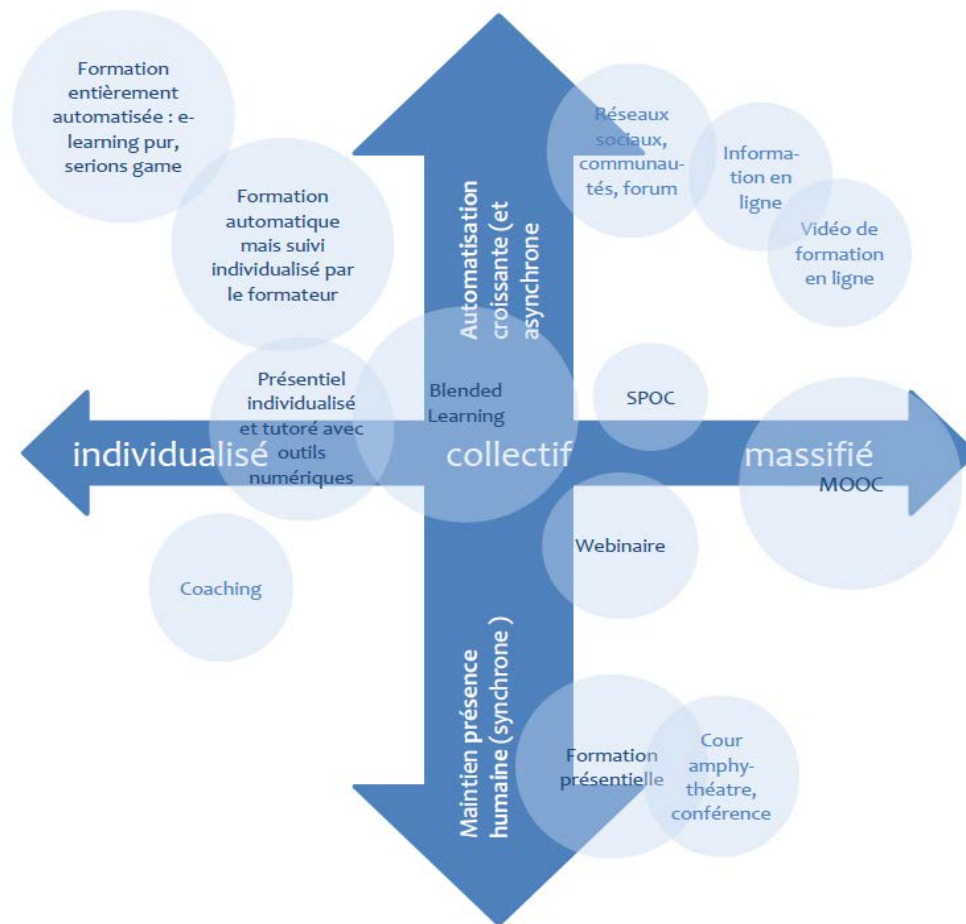 Formation
entièrement
automatisée : e-
learning pur,
serions game
Formation
automatique
mais suivi
individualisé par
le formateur
Réseaux
sociaux,
communau-
tés, forum
Informa-
tion en
ligne
Vidéo de
formation
en ligne
Automatisation
croissante (et
asynchrone
Présentiel
individualisé
et tutoré avec
outils
numériques
Blended
Learning
SPOC
individualisé
collectif
massifié
MOOC
Webinaire
Coaching
Maintien présence
humaine (synchrone )
Formation
présentielle
Cour
amphy-
théatre,
conférence